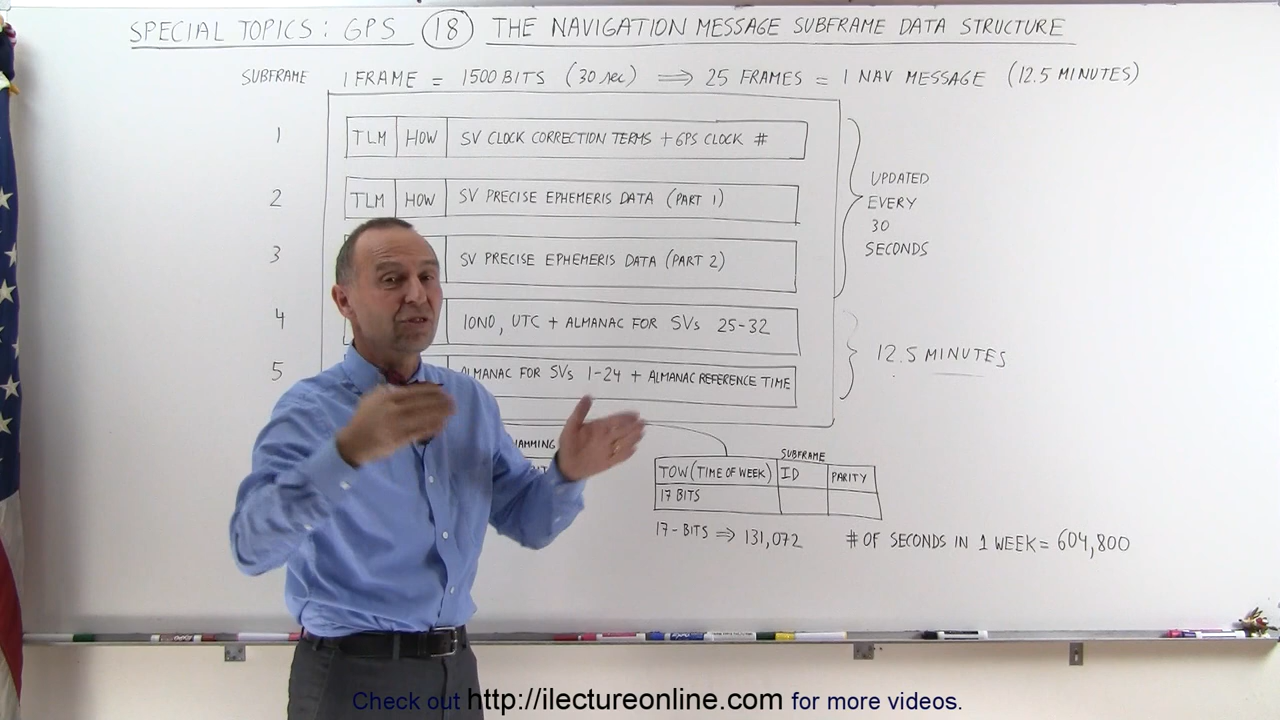 SPECIAL TOPICS: GPS 18 THE NAVIGATION MESSAGE SUBFRAME DATA STRUCTURE
SUBFRAME 1 FRAME = 1500 BITS (30 sec) ⟹ 25 FRAMES = 1 NAV MESSAGE (12.5 MINUTES)
1 TLM HOW SV CLOCK CORRECTION TERMS + GPS CLOCK #
2 TLM HOW SV PRECISE EPHEMERIS DATA (PART 1)
3 SV PRECISE EPHEMERIS DATA (PART 2)
UPDATED
EVERY
30
SECONDS
4 IONO, UTC + ALMANAC FOR SVs 25-32
5 ALMANAC FOR SVs 1-24 + ALMANAC REFERENCE TIME
12.5 MINUTES
SUBFRAME
TOW (TIME OF WEEK) ID PARITY
17 BITS
17-BITS ⇒ 131,072 # OF SECONDS IN 1 WEEK = 604,800
Check out http://ilectureonline.com for more videos.